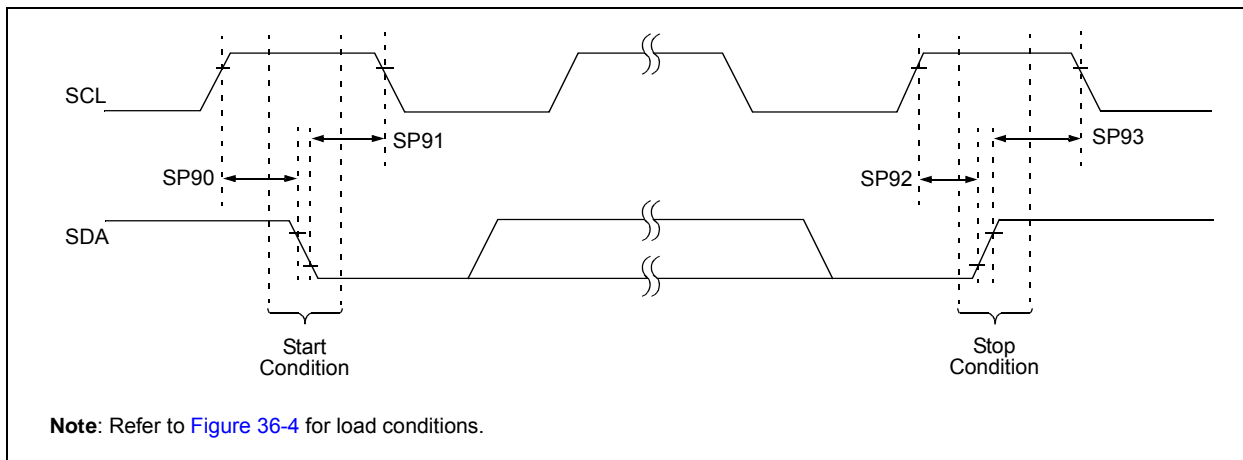 SCL
SP91
SP93
SP90
SP92
SDA
Start
Condition
Stop
Condition
Note: Refer to Figure 36-4 for load conditions.